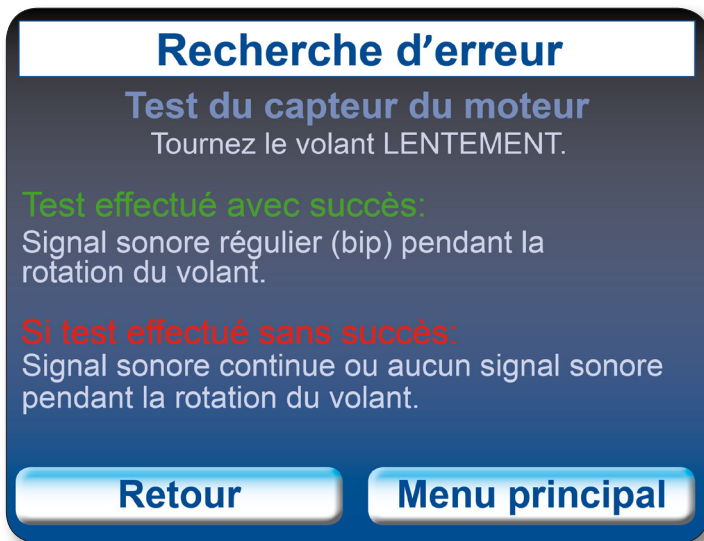 Recherche d'erreur
Test du capteur du moteur
Tournez le volant LENTEMENT.
Test effectué avec succès:
Signal sonore régulier (bip) pendant la
rotation du volant.
Si test effectué sans succès:
Signal sonore continue ou aucun signal sonore
pendant la rotation du volant.
Retour
Menu principal